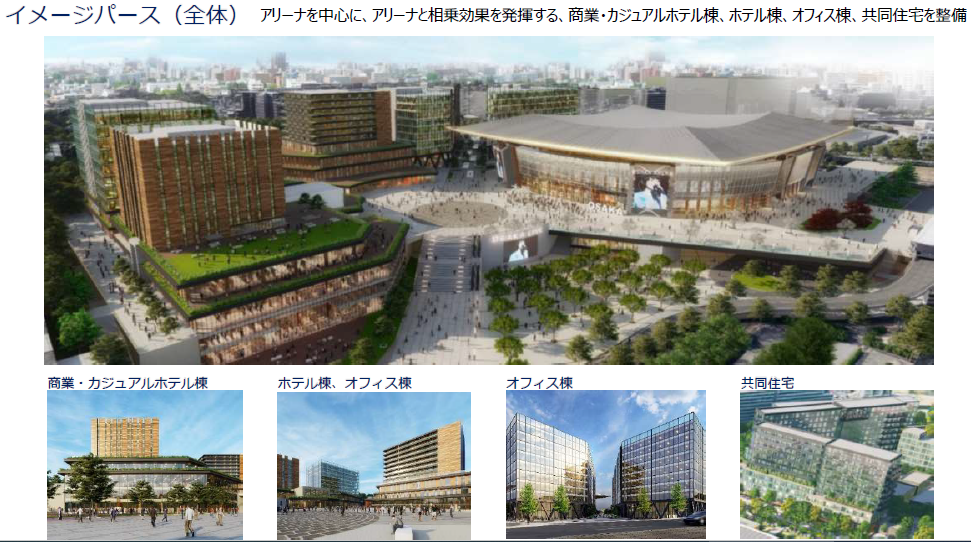 イメージパース（全体）
アリーナを中心に、アリーナと相乗効果を発揮する、商業・カジュアルホテル棟、ホテル棟、オフィス棟、共同住宅を整備
商業・カジュアルホテル棟
ホテル棟、オフィス棟
オフィス棟
共同住宅